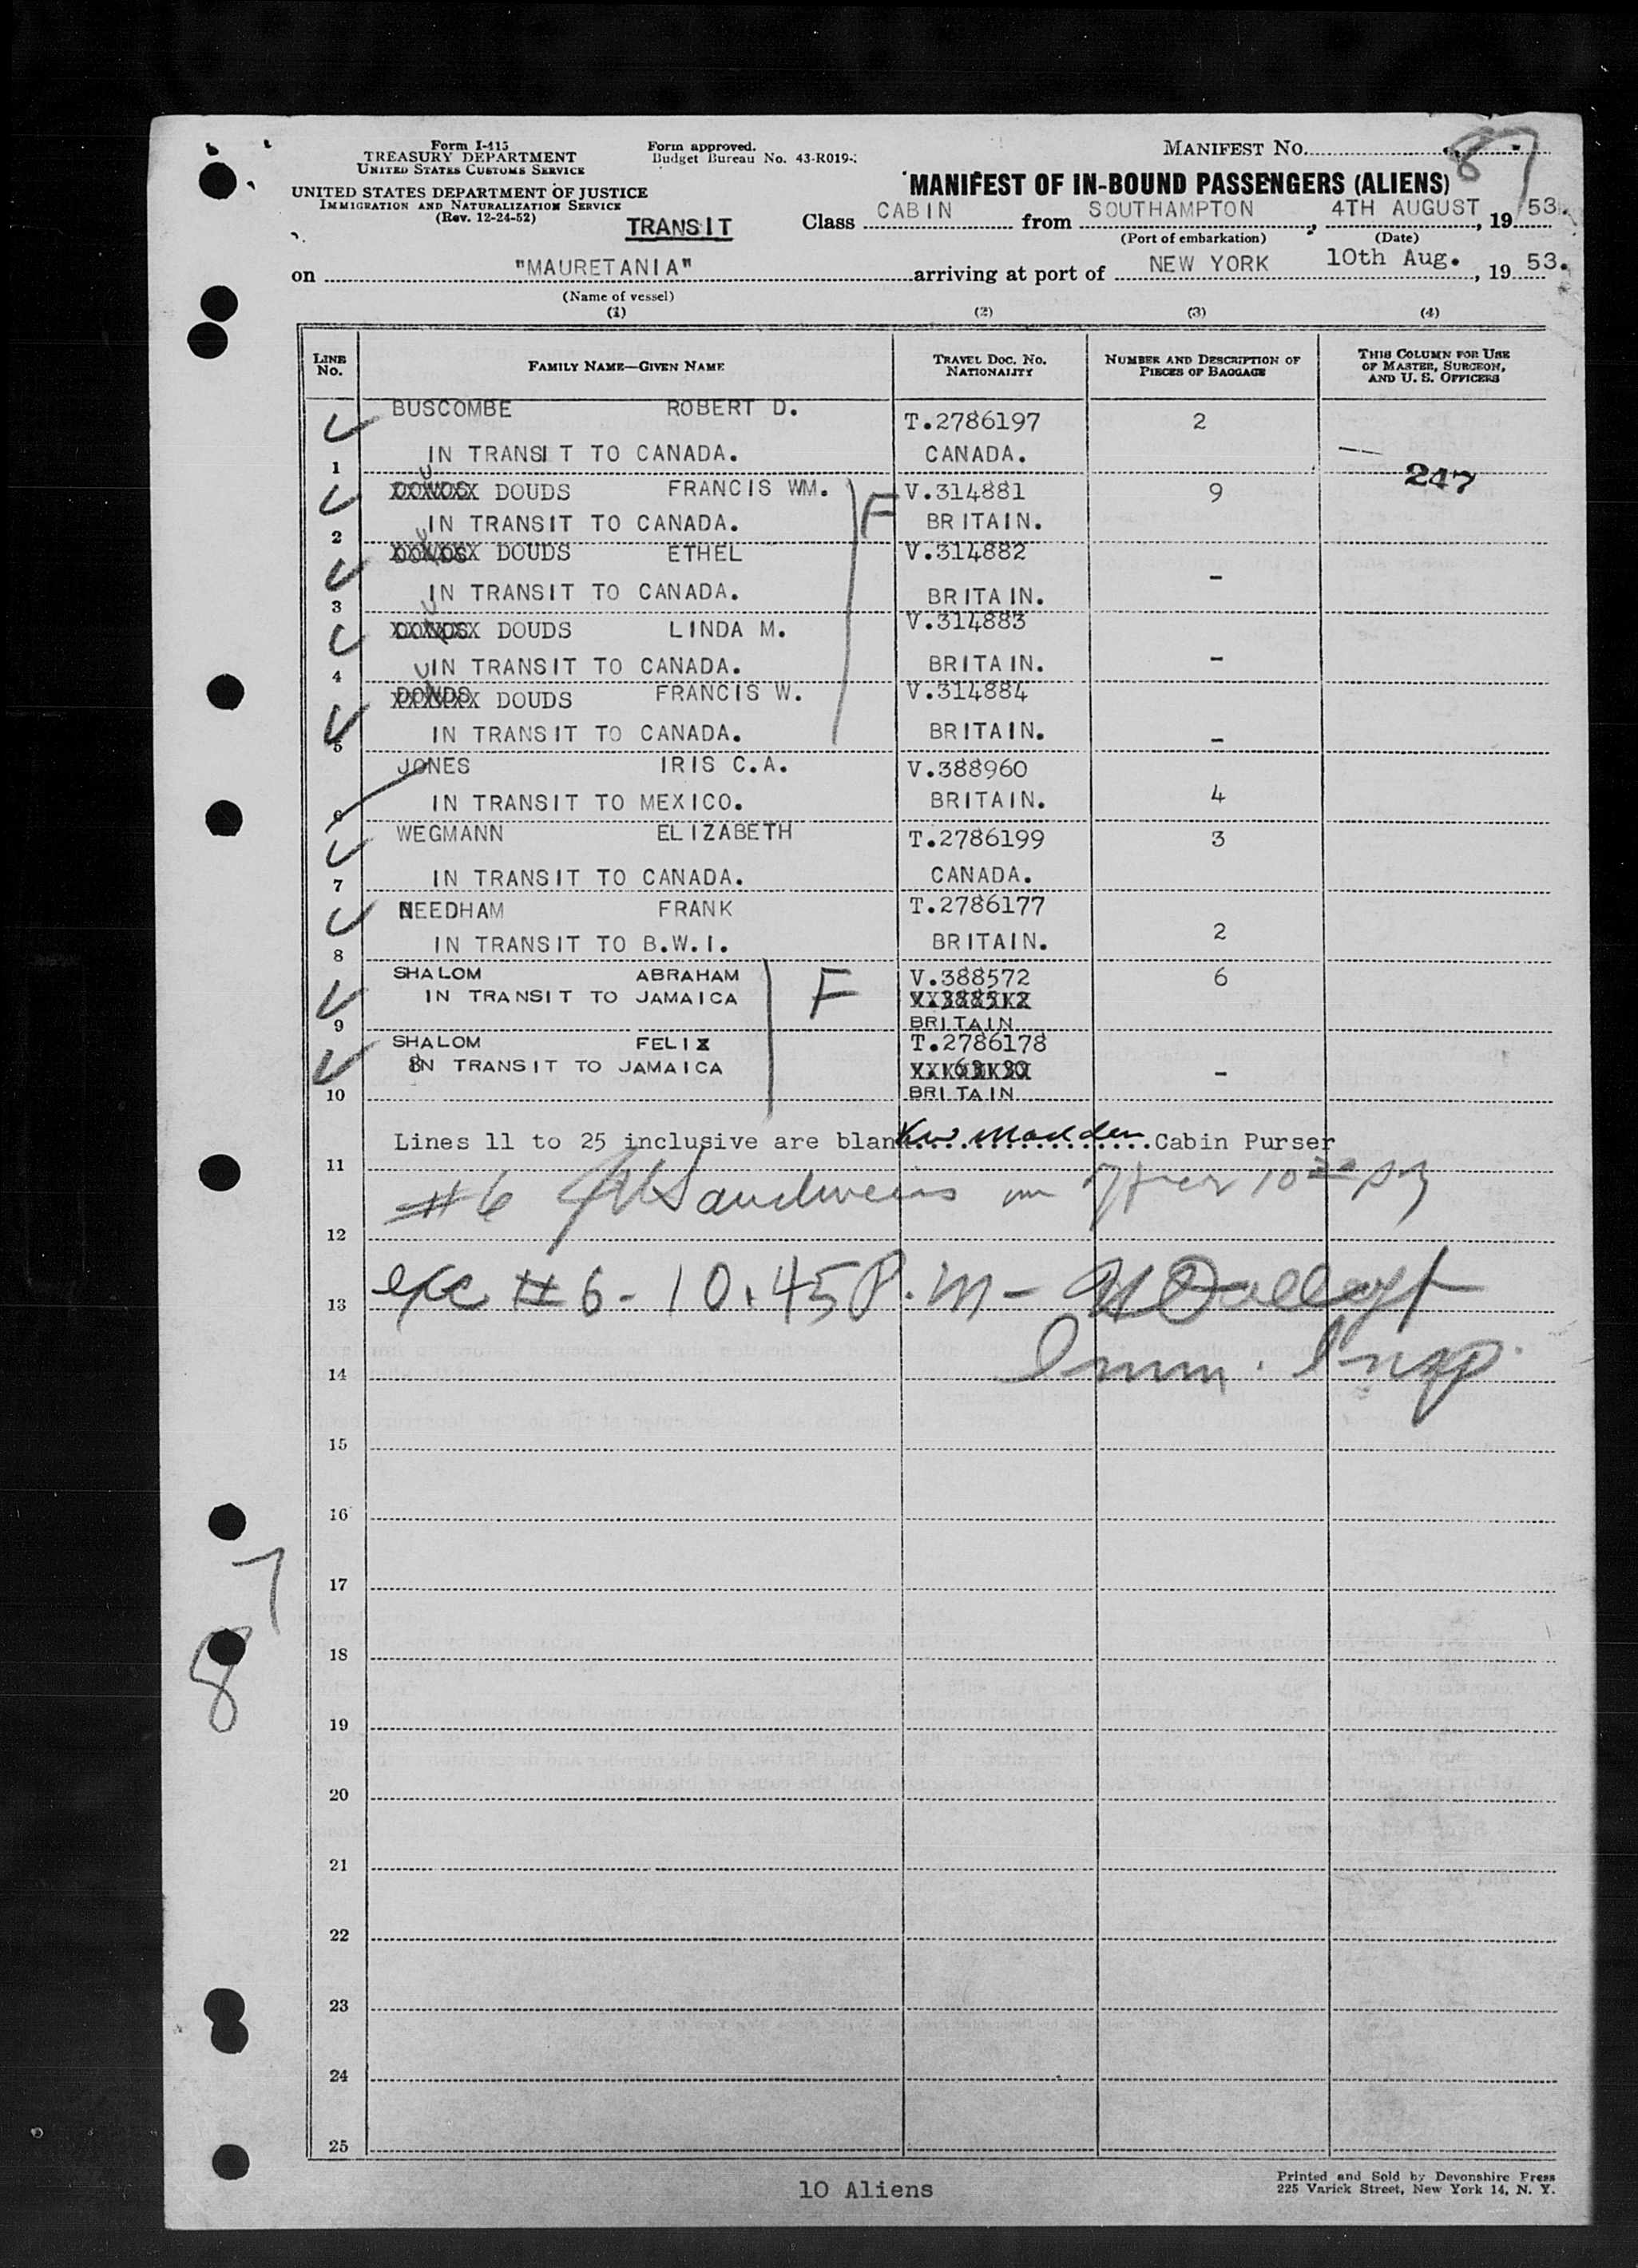 Form I-415
TREASURY DEPARTMENT
UNITED STATES CUSTOMS SERVICE
UNITED STATES DEPARTMENT OF JUSTICE
IMMIGRATION AND NATURALIZATION SERVICE
(Rev. 12-24-52)
Form approved.
Budget Bureau No. 43-R019-
MANIFEST No. 87
MANIFEST OF IN-BOUND PASSENGERS (ALIENS)
TRANSIT
Class CABIN from SOUTHAMPTON, 4TH AUGUST, 19 53.
(Port of embarkation) (Date)
on "MAURETANIA" arriving at port of NEW YORK 10th Aug., 19 53.
(Name of vessel)
(1) (2) (3) (4)
LINE No. FAMILY NAME—GIVEN NAME TRAVEL DOC. NO. NATIONALITY NUMBER AND DESCRIPTION OF PIECES OF BAGGAGE THIS COLUMN FOR USE OF MASTER, SURGEON, AND U. S. OFFICERS
BUSCOMBE ROBERT D. T.2786197 2
1 IN TRANSIT TO CANADA. CANADA. —
247
DOUDS FRANCIS WM. F V.314881 9
2 IN TRANSIT TO CANADA. BRITAIN.
DOUDS ETHEL V.314882 -
3 IN TRANSIT TO CANADA. BRITAIN.
DOUDS LINDA M. V.314883
4 IN TRANSIT TO CANADA. BRITAIN. -
DOUDS FRANCIS W. V.314884
5 IN TRANSIT TO CANADA. BRITAIN. -
JONES IRIS C.A. V.388960
6 IN TRANSIT TO MEXICO. BRITAIN. 4
WEGMANN ELIZABETH T.2786199 3
7 IN TRANSIT TO CANADA. CANADA.
NEEDHAM FRANK T.2786177
8 IN TRANSIT TO B.W.I. BRITAIN. 2
SHALOM ABRAHAM F V.388572 6
IN TRANSIT TO JAMAICA
9 BRITAIN
SHALOM FELIX T.2786178
IN TRANSIT TO JAMAICA -
10 BRITAIN
Lines 11 to 25 inclusive are blank Madden Cabin Purser
11
#6
12
exc #6 - 10.45 P.M -
13
Imm. Insp.
14
15
16
17
87
18
19
20
21
22
23
24
25
10 Aliens
Printed and Sold by Devonshire Press
225 Varick Street, New York 14, N. Y.